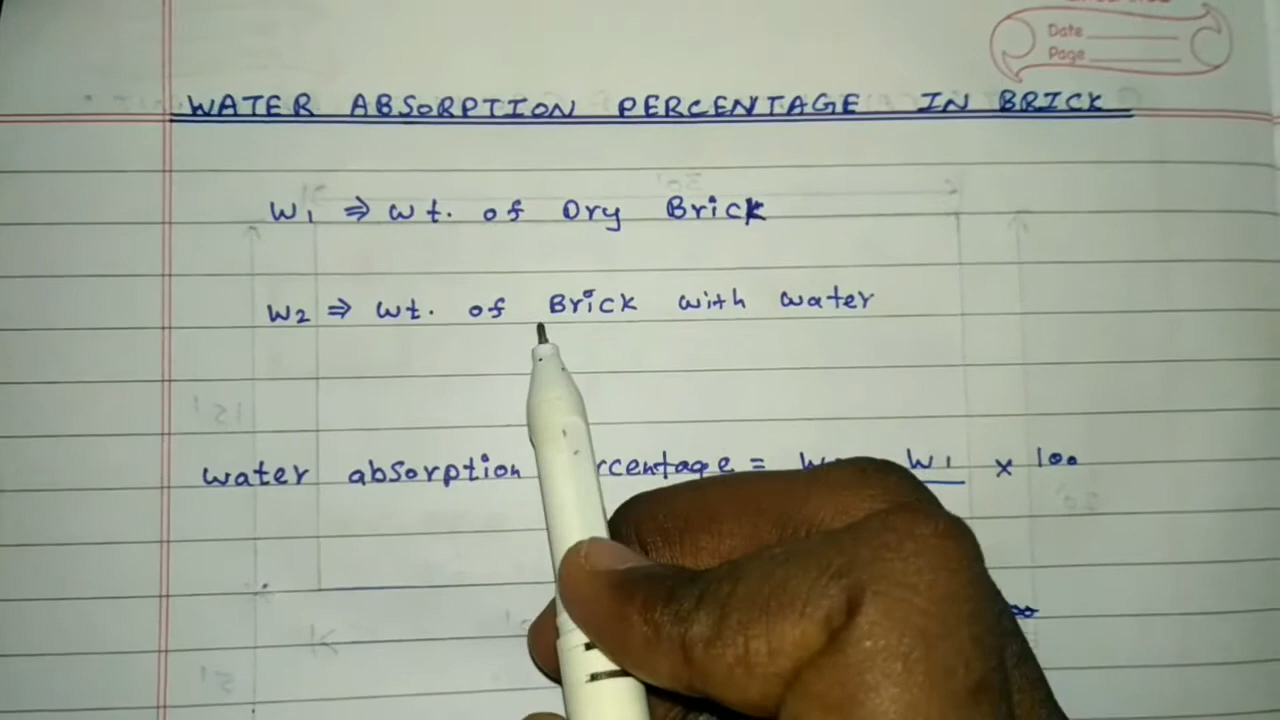 Date
Page
WATER ABSORPTION PERCENTAGE IN BRICK
W1 ⇒ wt. of Dry Brick
W2 ⇒ wt. of Brick with water
water absorption rcentage = W1 × 100